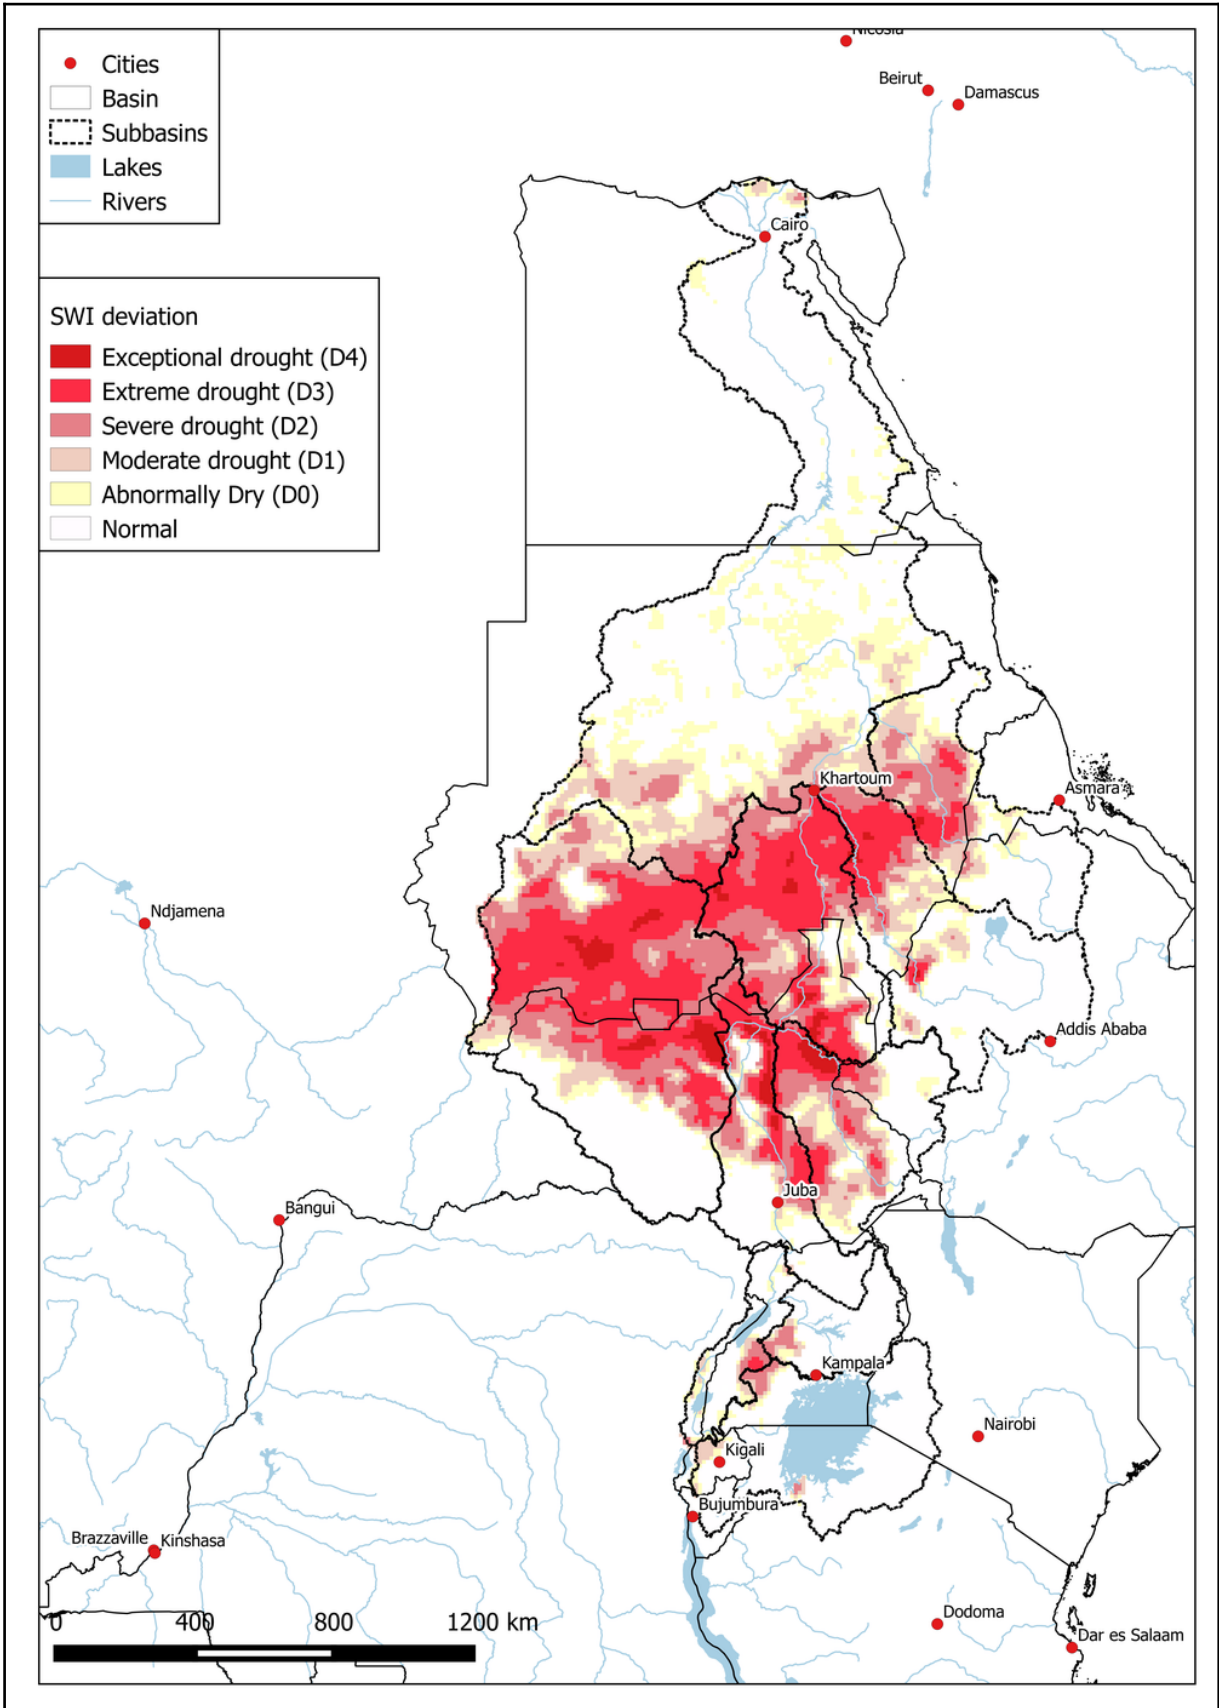 Cities
Basin
Subbasins
Lakes
Rivers
SWI deviation
Exceptional drought (D4)
Extreme drought (D3)
Severe drought (D2)
Moderate drought (D1)
Abnormally Dry (D0)
Normal
Nicosia
Beirut
Damascus
Cairo
Khartoum
Asmara
Ndjamena
Addis Ababa
Juba
Bangui
Kampala
Nairobi
Kigali
Bujumbura
Brazzaville
Kinshasa
Dodoma
Dar es Salaam
0 400 800 1200 km